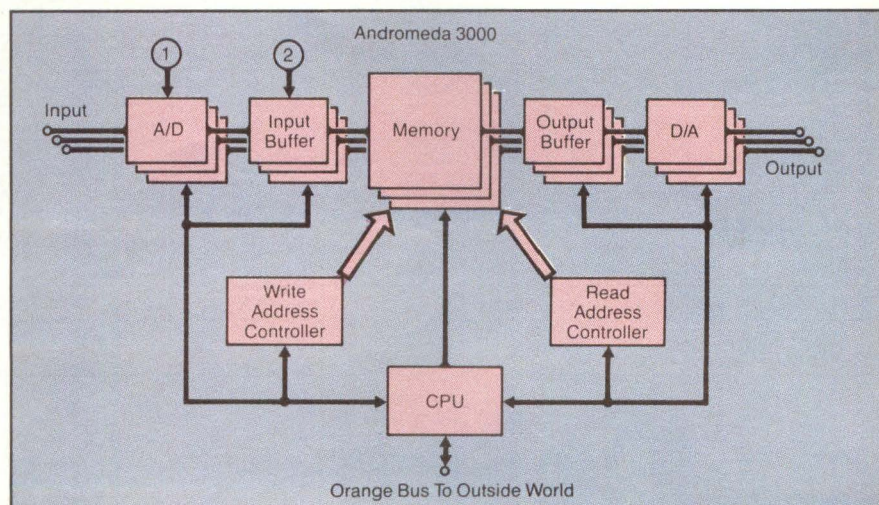 Andromeda 3000
1
2
Input
A/D
Input
Buffer
Memory
Output
Buffer
D/A
Output
Write
Address
Controller
Read
Address
Controller
CPU
Orange Bus To Outside World